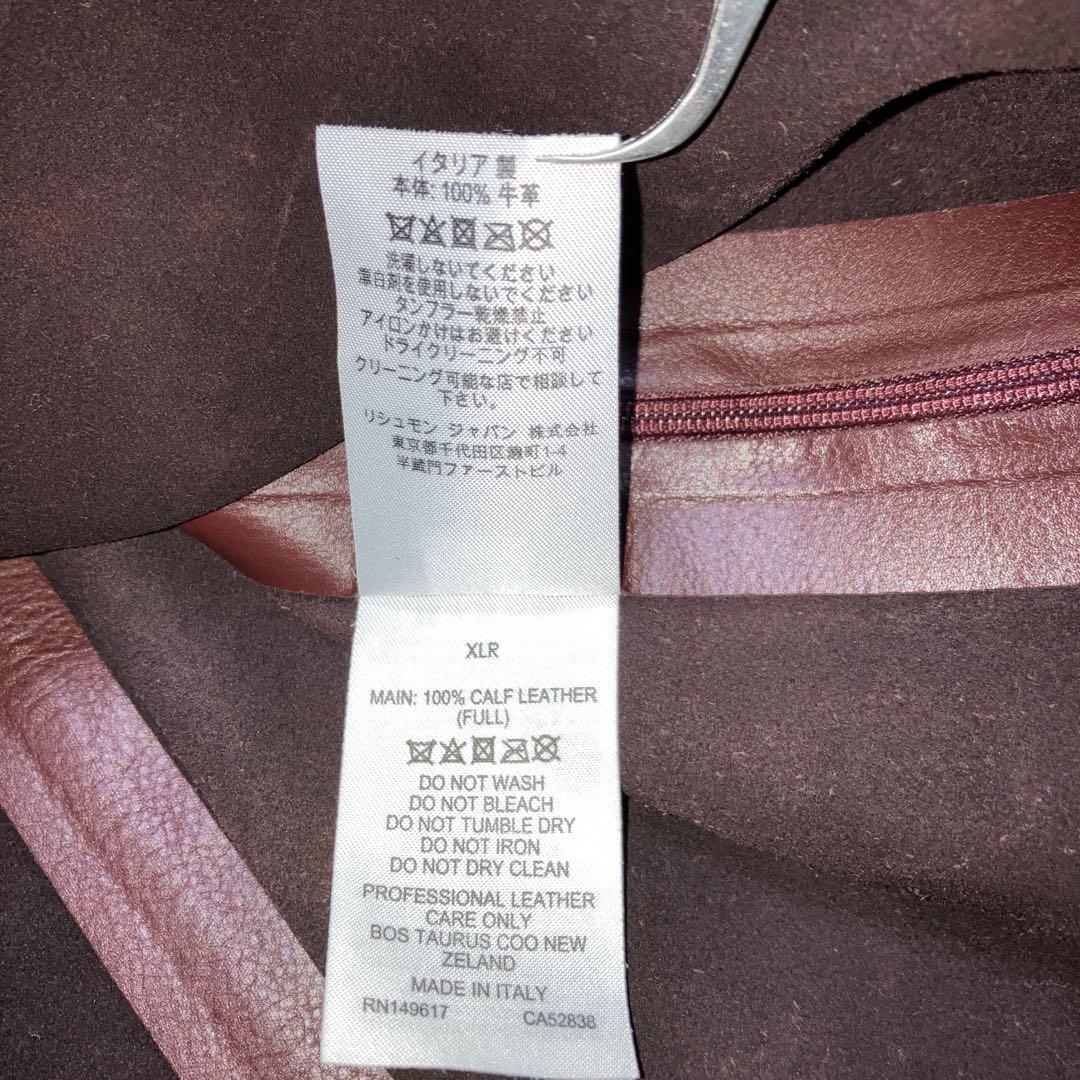 イタリア 製
本体: 100% 牛革
洗濯しないでください
漂白剤を使用しないでください
タンブラー乾燥禁止
アイロンかけはお避けください
ドライクリーニング不可
クリーニング可能な店で相談して
下さい。
リシュモン ジャパン 株式会社
東京都千代田区麹町1-4
半蔵門ファーストビル
XLR
MAIN: 100% CALF LEATHER
(FULL)
DO NOT WASH
DO NOT BLEACH
DO NOT TUMBLE DRY
DO NOT IRON
DO NOT DRY CLEAN
PROFESSIONAL LEATHER
CARE ONLY
BOS TAURUS COO NEW
ZELAND
MADE IN ITALY
RN149617 CA52838